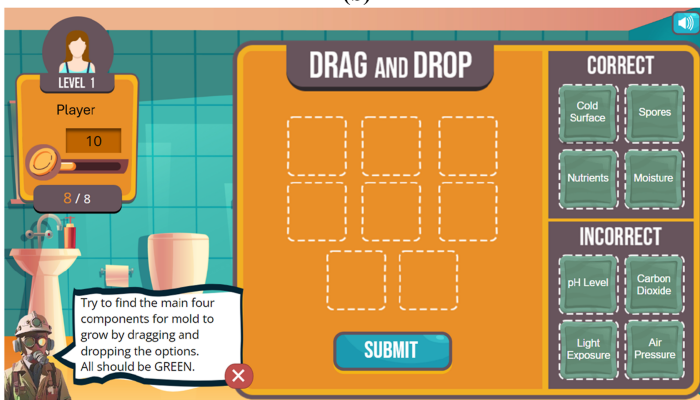 (b)
LEVEL 1
Player
10
8 / 8
Try to find the main four
components for mold to
grow by dragging and
dropping the options.
All should be GREEN.
DRAG AND DROP
SUBMIT
CORRECT
Cold
Surface
Spores
Nutrients
Moisture
INCORRECT
pH Level
Carbon
Dioxide
Light
Exposure
Air
Pressure